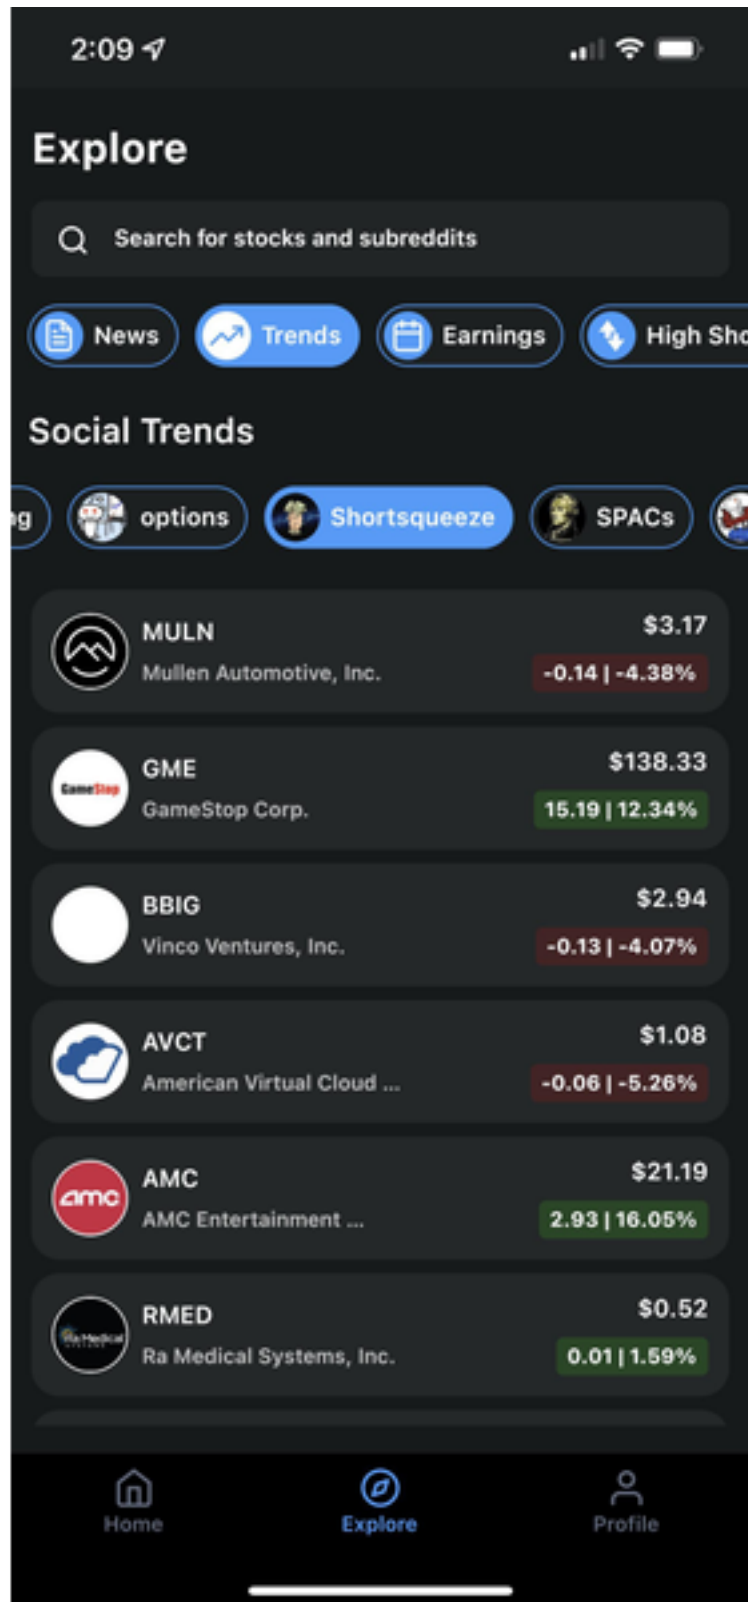 2:09
Explore
Search for stocks and subreddits
News Trends Earnings High Sho
Social Trends
g options Shortsqueeze SPACs
MULN $3.17
Mullen Automotive, Inc. -0.14 | -4.38%
GME $138.33
GameStop
GameStop Corp. 15.19 | 12.34%
BBIG $2.94
Vinco Ventures, Inc. -0.13 | -4.07%
AVCT $1.08
American Virtual Cloud ... -0.06 | -5.26%
AMC $21.19
amc
AMC Entertainment ... 2.93 | 16.05%
RMED $0.52
Ra Medical
Ra Medical Systems, Inc. 0.01 | 1.59%
Home Explore Profile